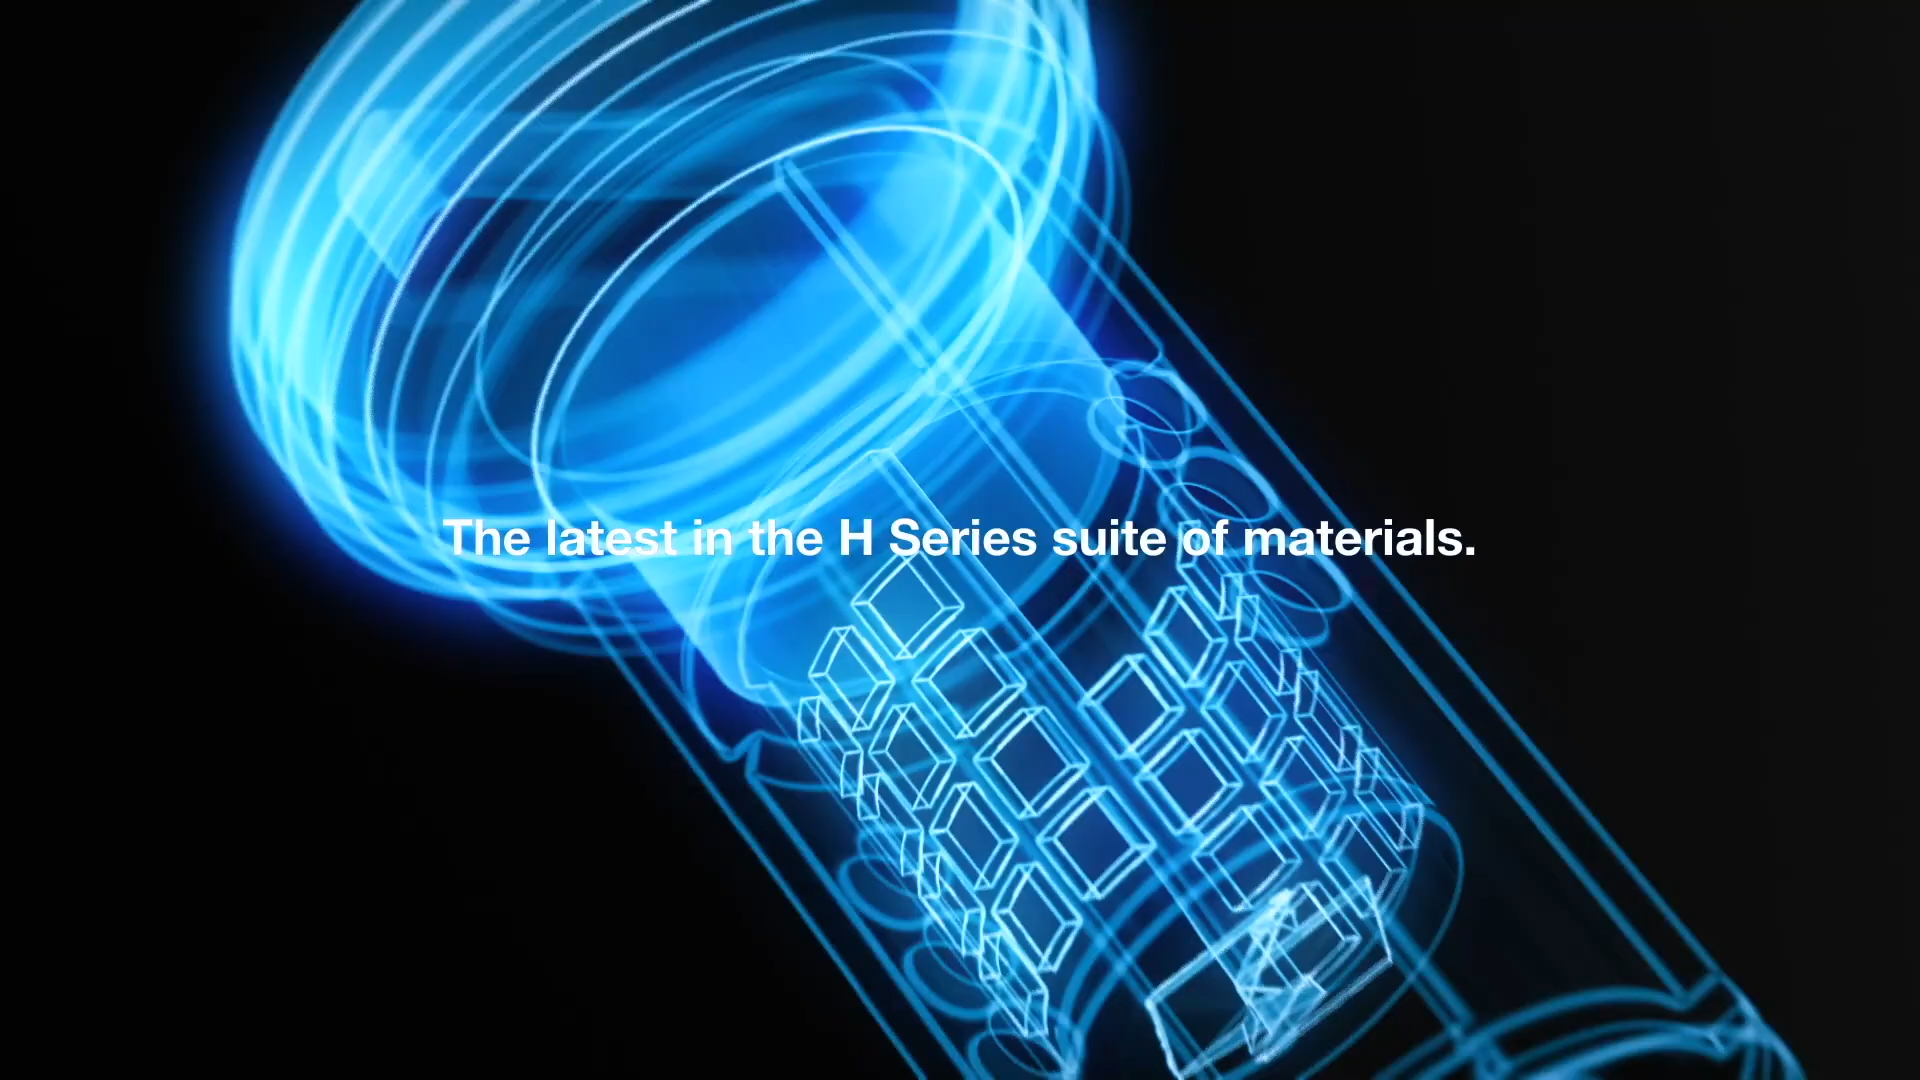 The latest in the H Series suite of materials.